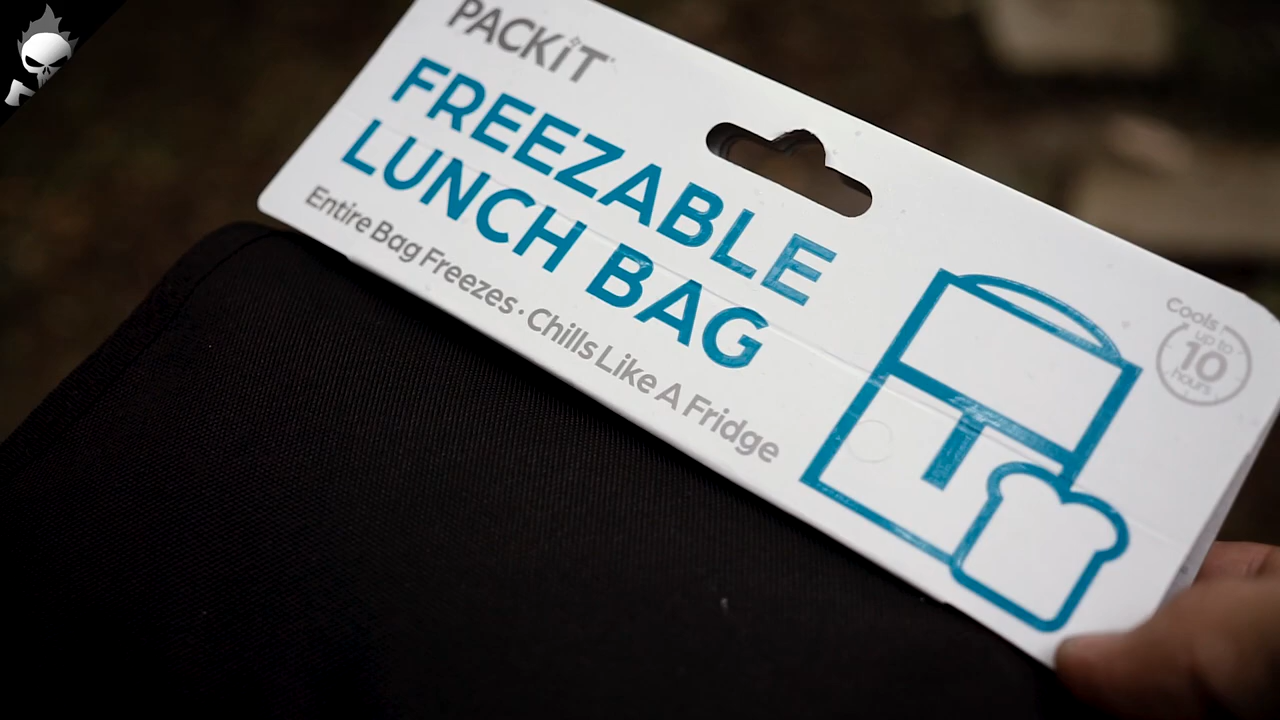 PACKiT
FREEZABLE
LUNCH BAG
Entire Bag Freezes · Chills Like A Fridge
Cools
up to
10
hours